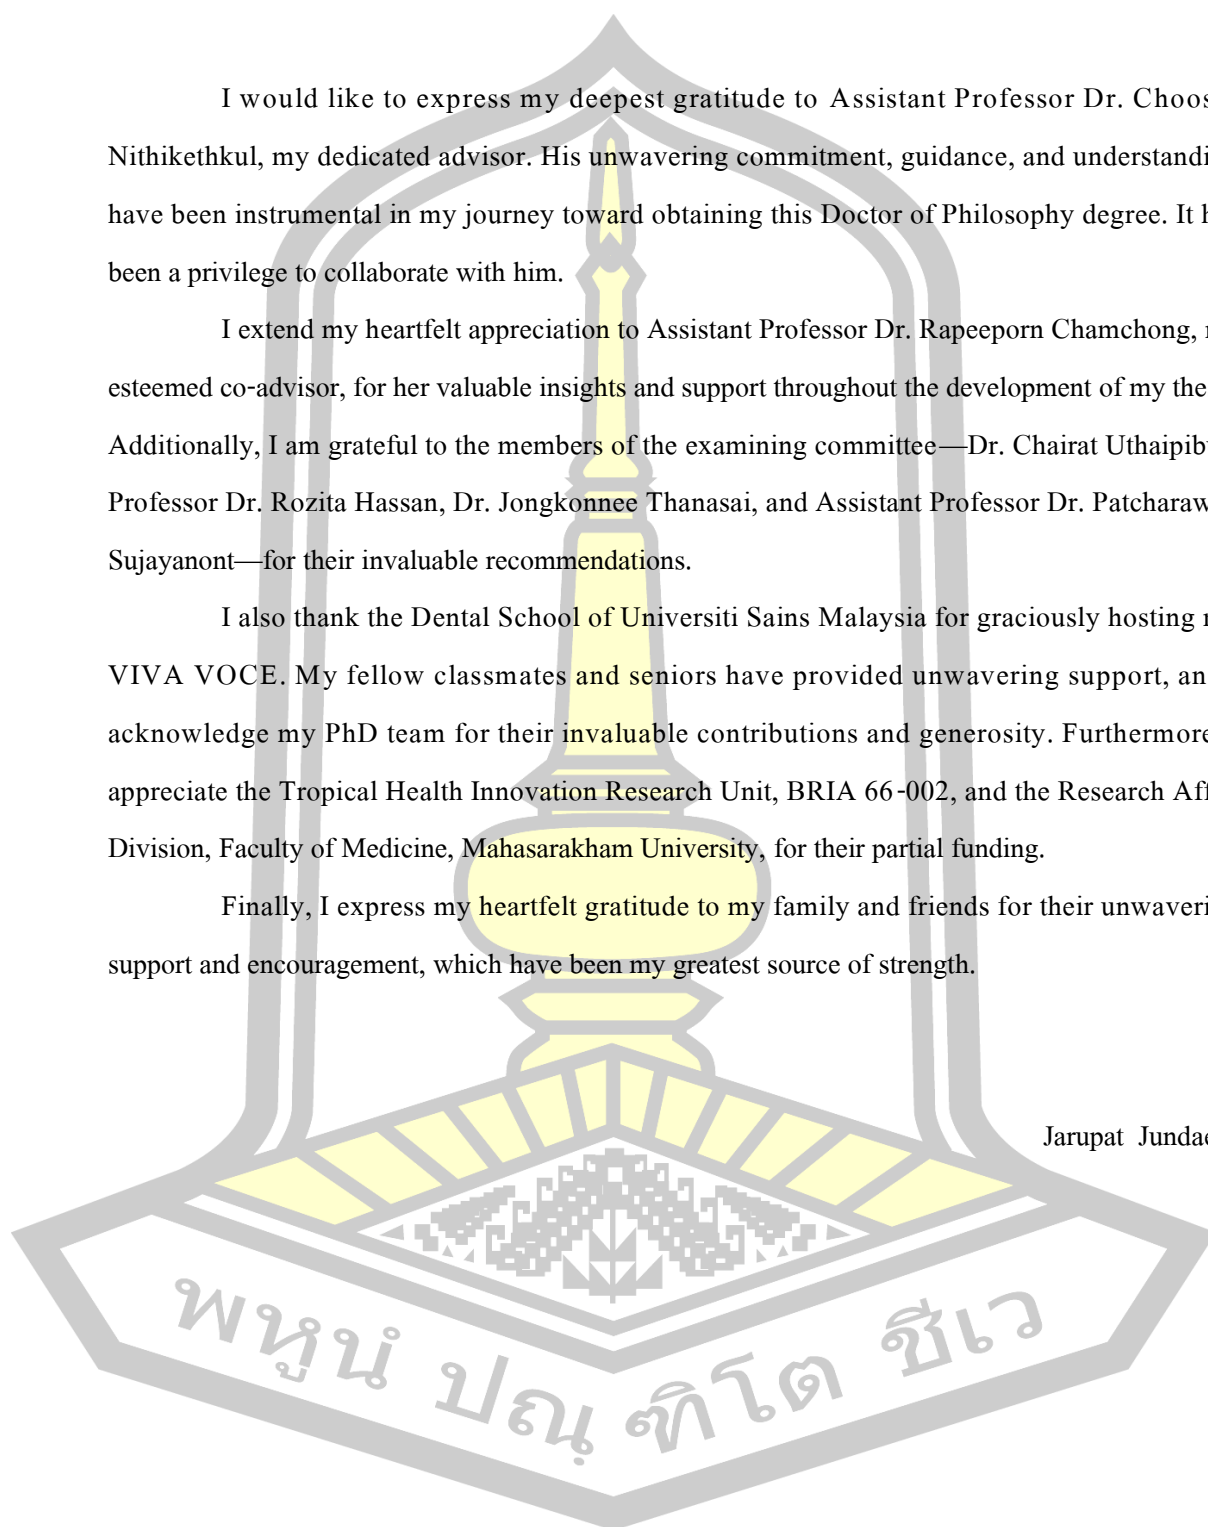 I would like to express my deepest gratitude to Assistant Professor Dr. Choos
Nithikethkul, my dedicated advisor. His unwavering commitment, guidance, and understandi
have been instrumental in my journey toward obtaining this Doctor of Philosophy degree. It h
been a privilege to collaborate with him.
I extend my heartfelt appreciation to Assistant Professor Dr. Rapeeporn Chamchong,
esteemed co-advisor, for her valuable insights and support throughout the development of my the
Additionally, I am grateful to the members of the examining committee—Dr. Chairat Uthaipib
Professor Dr. Rozita Hassan, Dr. Jongkonnee Thanasai, and Assistant Professor Dr. Patcharaw
Sujayanont—for their invaluable recommendations.
I also thank the Dental School of Universiti Sains Malaysia for graciously hosting
VIVA VOCE. My fellow classmates and seniors have provided unwavering support, an
acknowledge my PhD team for their invaluable contributions and generosity. Furthermore
appreciate the Tropical Health Innovation Research Unit, BRIA 66-002, and the Research Aff
Division, Faculty of Medicine, Mahasarakham University, for their partial funding.
Finally, I express my heartfelt gratitude to my family and friends for their unwaveri
support and encouragement, which have been my greatest source of strength.
Jarupat Jundae
พหูนํ ปณฺฑิโต ชีเว